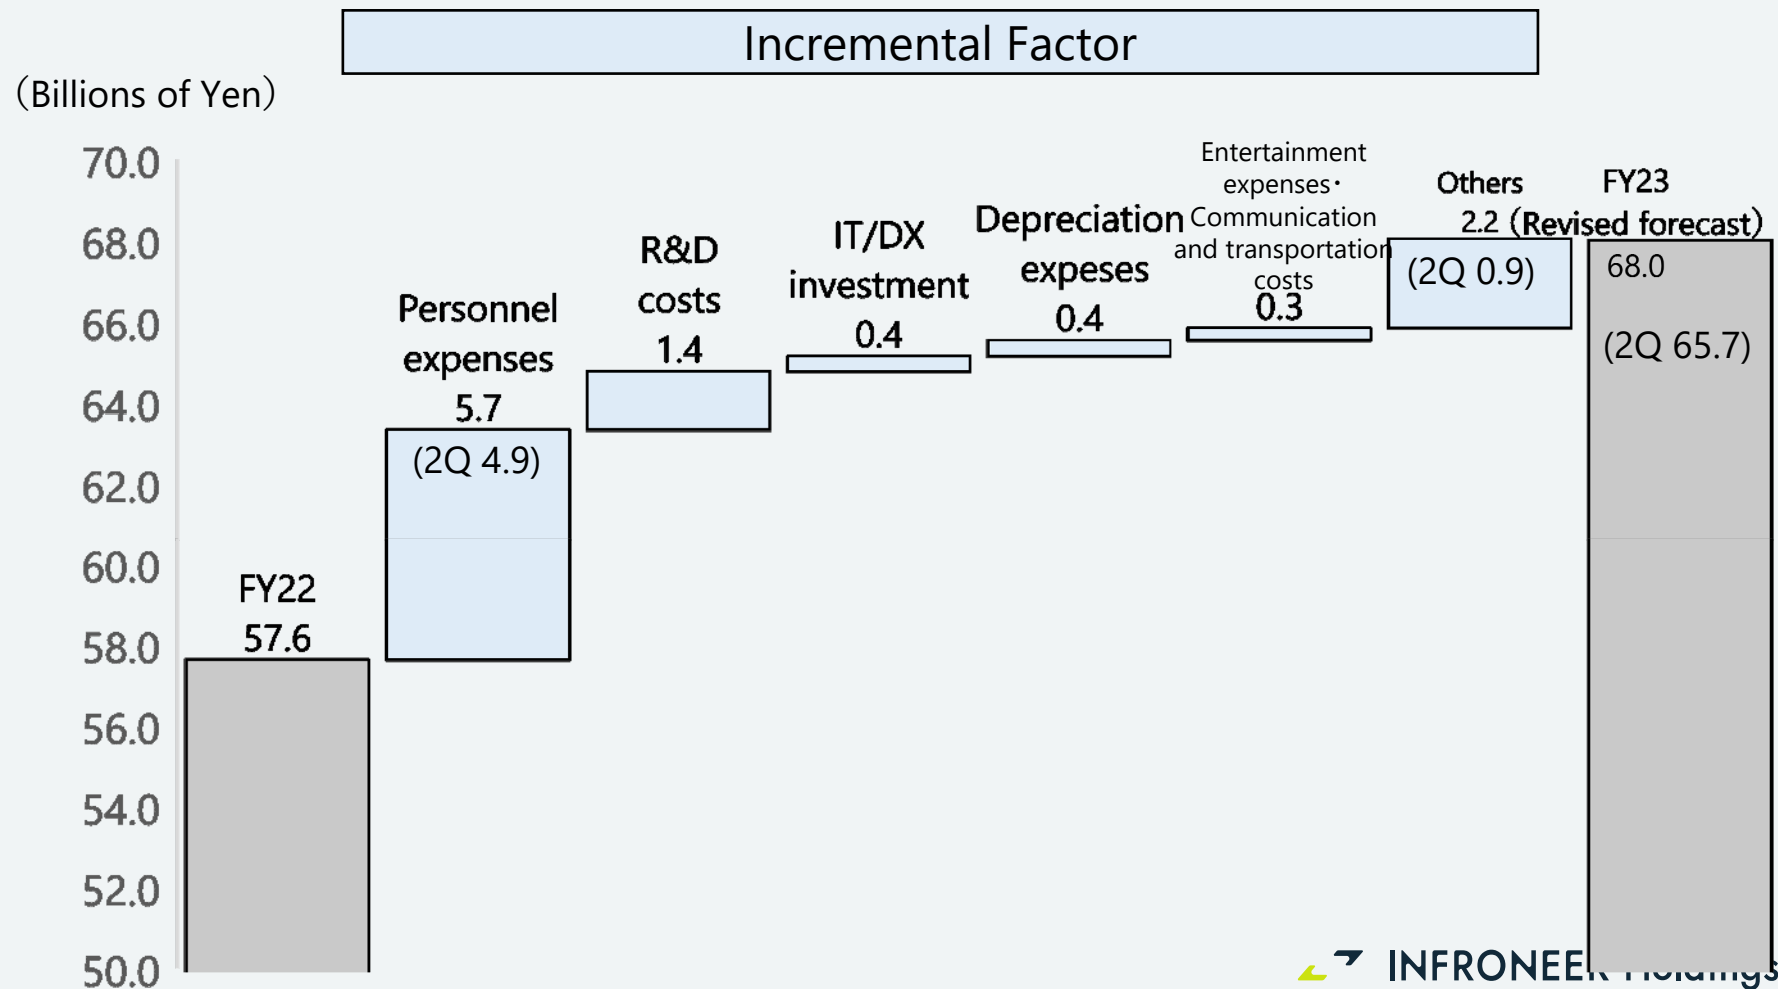 Incremental Factor
（Billions of Yen）
70.0
68.0
66.0
64.0
62.0
60.0
58.0
56.0
54.0
52.0
50.0
FY22
57.6
Personnel
expenses
5.7
(2Q 4.9)
R&D
costs
1.4
IT/DX
investment
0.4
Depreciation
expeses
0.4
Entertainment
expenses・
Communication
and transportation
costs
0.3
Others
2.2
(2Q 0.9)
FY23
（Revised forecast）
68.0
(2Q 65.7)
INFRONEER Holdings